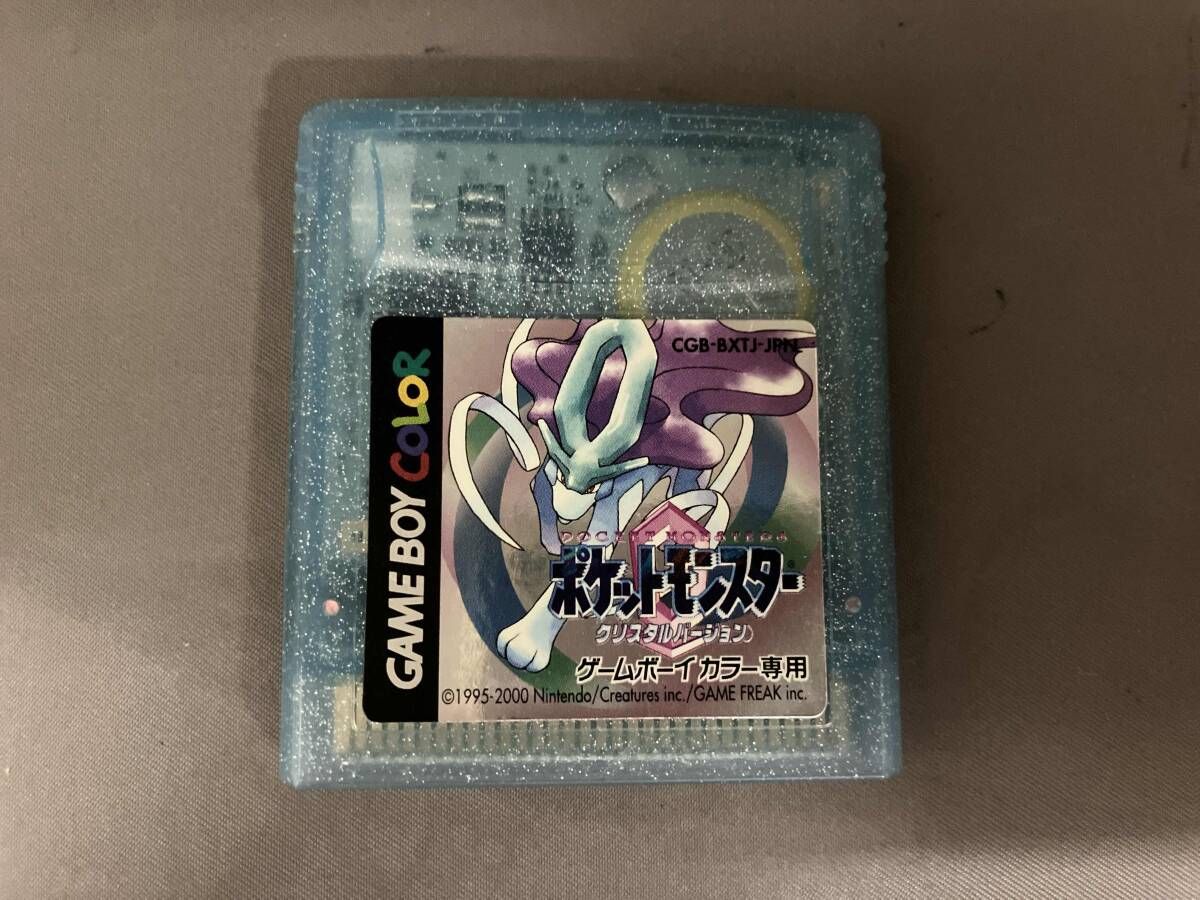 GAME BOY COLOR
CGB-BXTJ-JPN
POCKET MONSTERS
ポケットモンスター
クリスタルバージョン
ゲームボーイカラー専用
©1995-2000 Nintendo/Creatures inc./GAME FREAK inc.